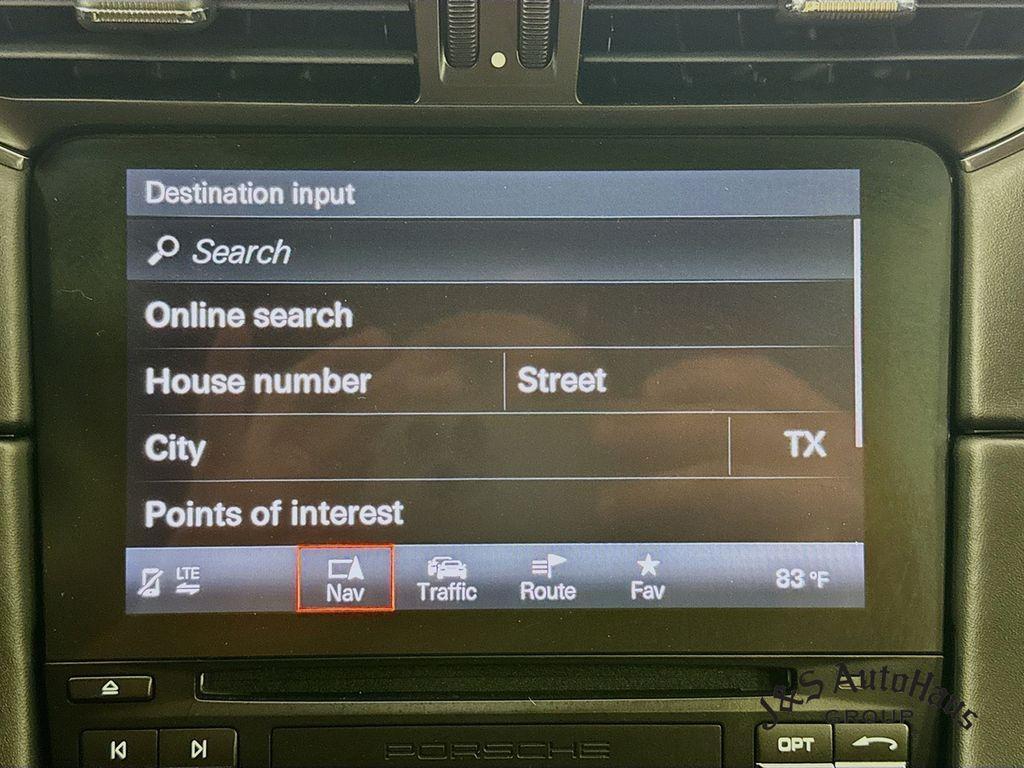 Destination input
Search
Online search
House number
Street
City
TX
Points of interest
LTE
Nav
Traffic
Route
Fav
83 °F
J&S AutoHaus
GROUP
OPT
PORSCHE